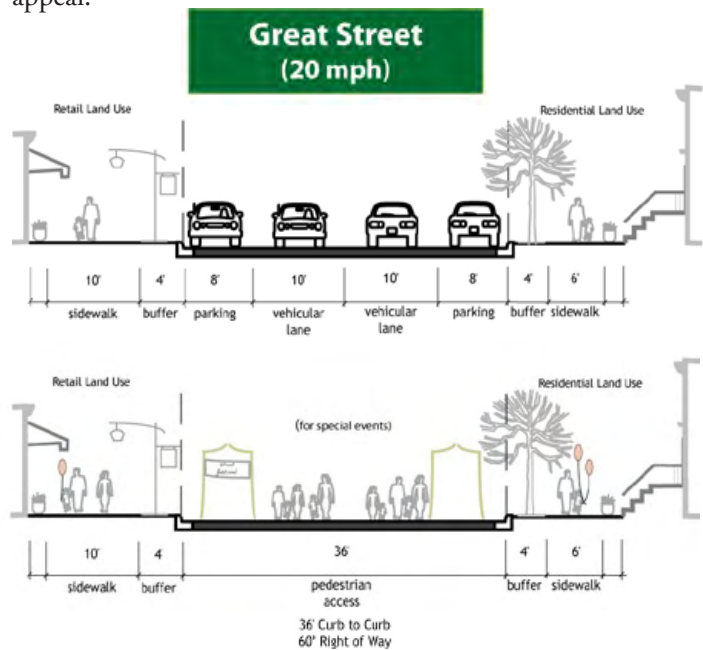 appeal.
Great Street
(20 mph)
Retail Land Use
Residential Land Use
10' 4' 8' 10' 10' 8' 4' 6'
sidewalk buffer parking vehicular lane vehicular lane parking buffer sidewalk
Retail Land Use
Residential Land Use
(for special events)
10' 4' 36' 4' 6'
sidewalk buffer pedestrian access buffer sidewalk
36' Curb to Curb
60' Right of Way